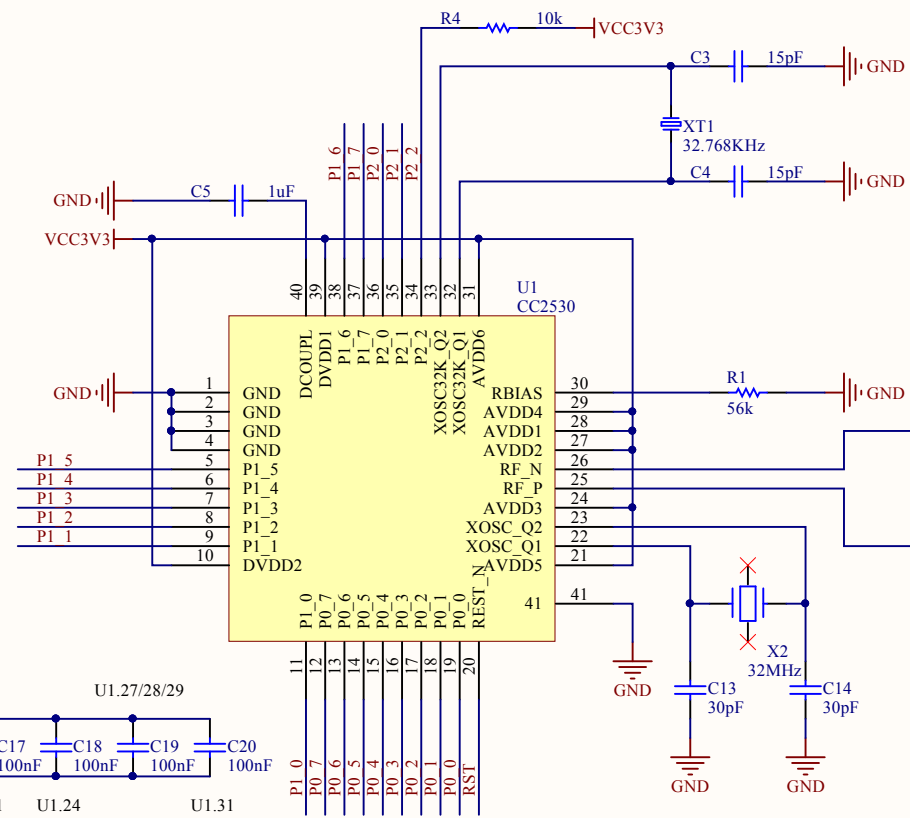 R4 10k VCC3V3
C3 15pF GND
XT1
32.768KHz
C4 15pF GND
P1_6
P1_7
P2_0
P2_1
P2_2
GND C5 1uF
VCC3V3
40
39
38
37
36
35
34
33
32
31
U1
CC2530
DCOUPL
DVDD1
P1_6
P1_7
P2_0
P2_1
P2_2
XOSC32K_Q2
XOSC32K_Q1
AVDD6
GND 1 GND
2 GND
3 GND
4 GND
P1_5 5 P1_5
P1_4 6 P1_4
P1_3 7 P1_3
P1_2 8 P1_2
P1_1 9 P1_1
10 DVDD2
RBIAS 30 R1 56k GND
AVDD4 29
AVDD1 28
AVDD2 27
RF_N 26
RF_P 25
AVDD3 24
XOSC_Q2 23
XOSC_Q1 22
AVDD5 21
41 41
GND
P1_0
P0_7
P0_6
P0_5
P0_4
P0_3
P0_2
P0_1
P0_0
REST_N
11
12
13
14
15
16
17
18
19
20
P1_0
P0_7
P0_6
P0_5
P0_4
P0_3
P0_2
P0_1
P0_0
RST
X2
32MHz
C13
30pF
GND
C14
30pF
GND
U1.27/28/29
C17
100nF
C18
100nF
C19
100nF
C20
100nF
U1.24
U1.31